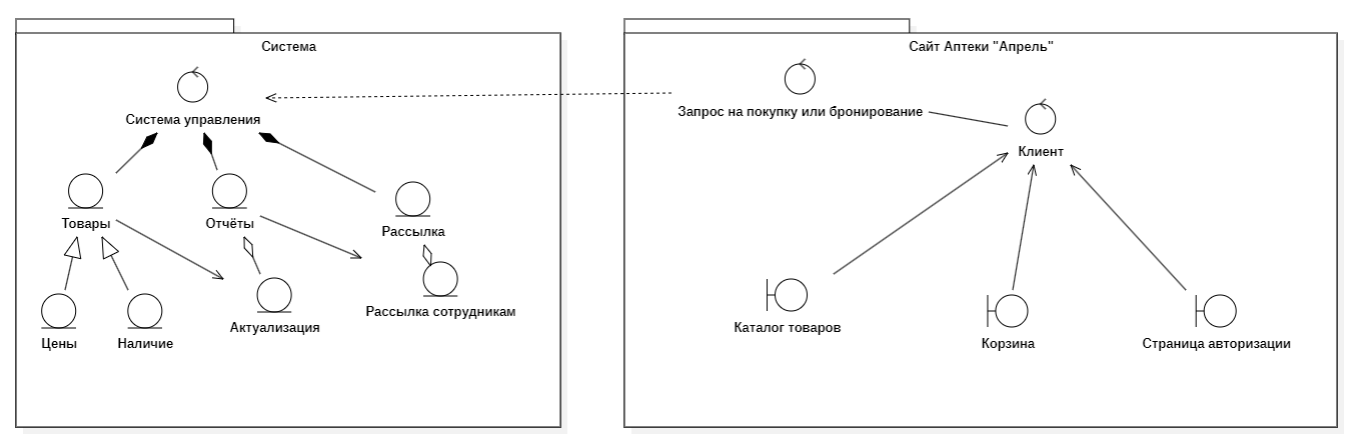 Система
Система управления
Товары
Отчёты
Рассылка
Цены
Наличие
Актуализация
Рассылка сотрудникам
Сайт Аптеки "Апрель"
Запрос на покупку или бронирование
Клиент
Каталог товаров
Корзина
Страница авторизации